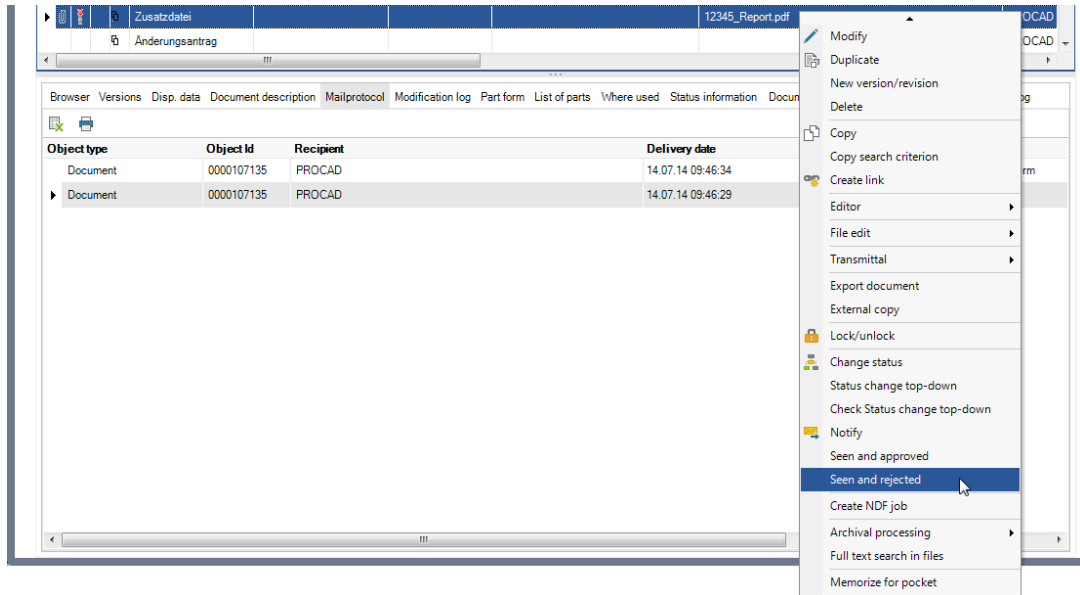 Zusatzdatei 12345_Report.pdf OCAD
Änderungsantrag OCAD
Browser Versions Disp. data Document description Mailprotocol Modification log Part form List of parts Where used Status information Docum og
Object type Object Id Recipient Delivery date
Document 0000107135 PROCAD 14.07.14 09:46:34 rm
Document 0000107135 PROCAD 14.07.14 09:46:29
Modify
Duplicate
New version/revision
Delete
Copy
Copy search criterion
Create link
Editor
File edit
Transmittal
Export document
External copy
Lock/unlock
Change status
Status change top-down
Check Status change top-down
Notify
Seen and approved
Seen and rejected
Create NDF job
Archival processing
Full text search in files
Memorize for pocket